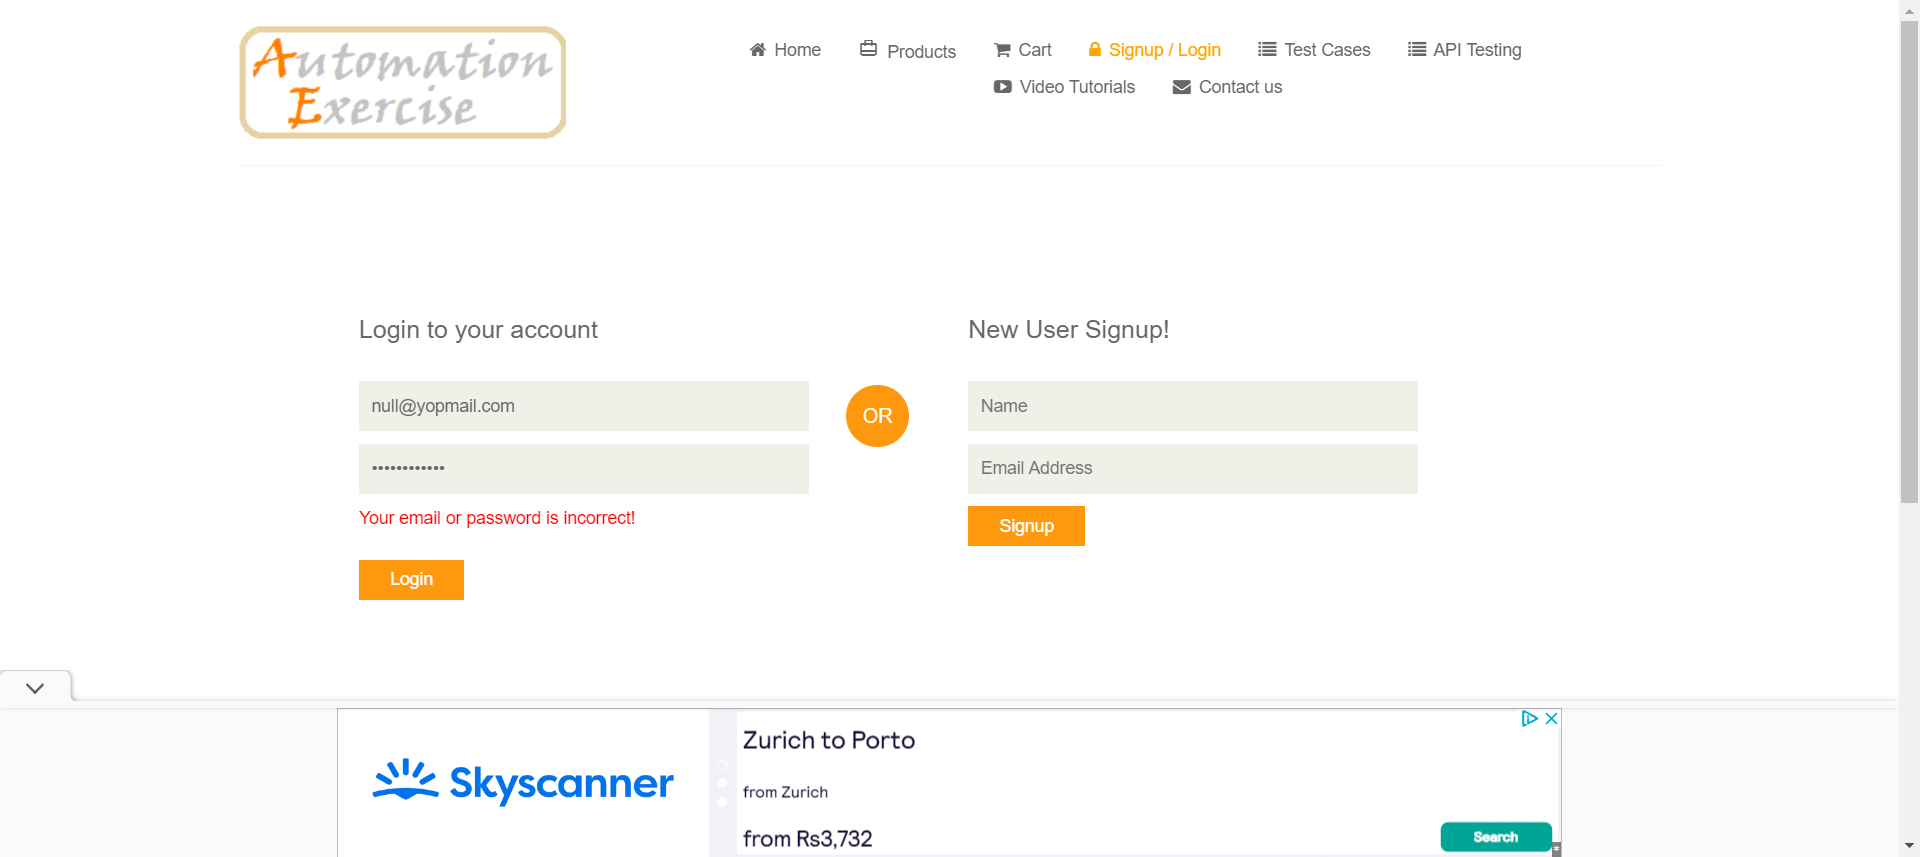 Automation
Exercise
Home
Products
Cart
Signup / Login
Test Cases
API Testing
Video Tutorials
Contact us
Login to your account
null@yopmail.com
••••••••••••
Your email or password is incorrect!
Login
OR
New User Signup!
Name
Email Address
Signup
Skyscanner
Zurich to Porto
from Zurich
from Rs3,732
Search